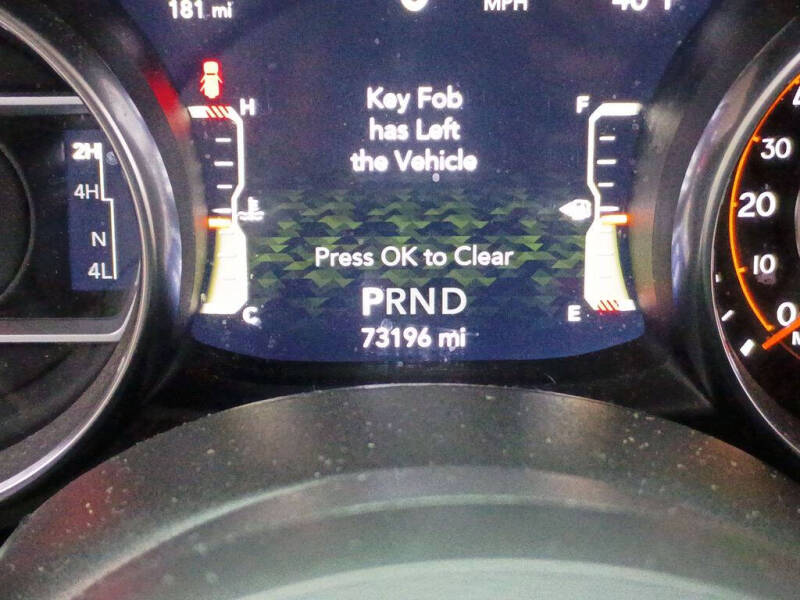 181 mi
MPH
H
F
Key Fob
has Left
the Vehicle
2H
4H
N
4L
30
20
10
0
Press OK to Clear
C
E
PRND
73196 mi